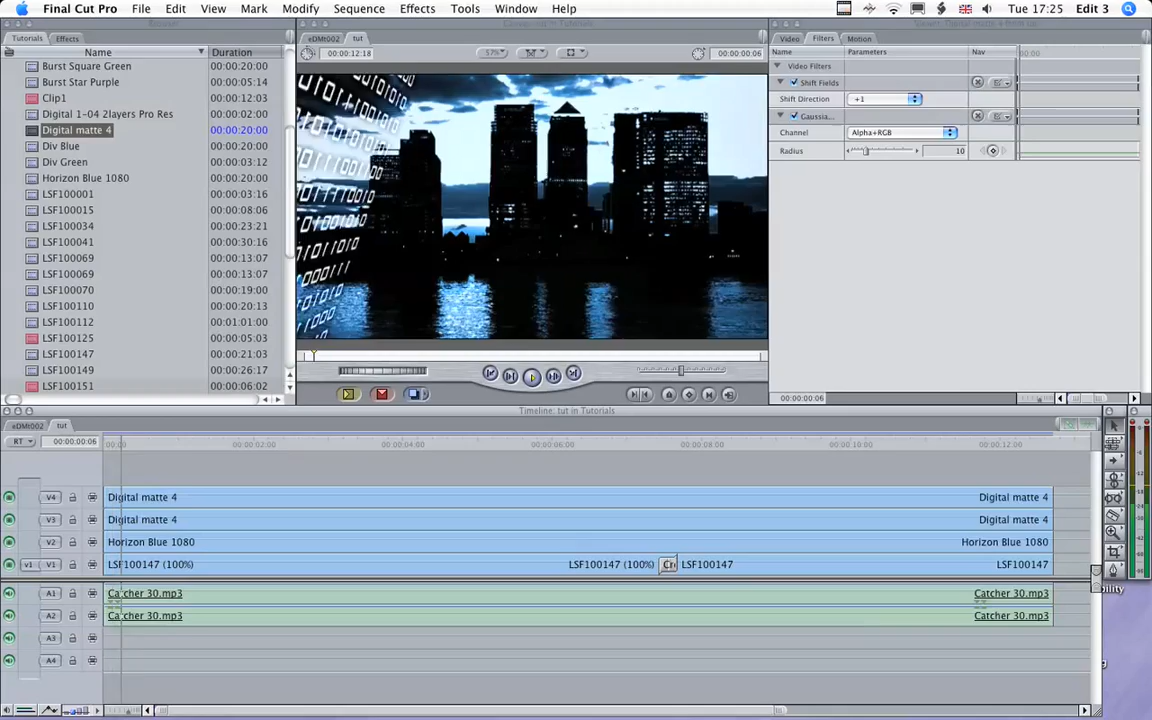 Final Cut Pro File Edit View Mark Modify Sequence Effects Tools Window Help Tue 17:25 Edit 3
Tutorials Effects
Name Duration
Burst Square Green 00:00:20:00
Burst Star Purple 00:00:05:14
Clip1 00:00:12:03
Digital 1-04 2layers Pro Res 00:00:20:00
Digital matte 4 00:00:20:00
Div Blue 00:00:20:00
Div Green 00:00:03:12
Horizon Blue 1080 00:00:20:00
LSF100001 00:00:03:16
LSF100015 00:00:08:06
LSF100034 00:00:23:21
LSF100041 00:00:30:16
LSF100069 00:00:13:07
LSF100069 00:00:13:07
LSF100070 00:00:19:00
LSF100110 00:00:20:13
LSF100112 00:01:01:00
LSF100125 00:00:05:03
LSF100147 00:00:21:03
LSF100149 00:00:06:00
LSF100151 00:00:06:02
eDMt002 tut
00:00:12:18 57% 00:00:00:06
Video Filters Motion
Name Parameters Nav 00:00
Video Filters
Shift Fields
Shift Direction +1
Gaussia...
Channel Alpha+RGB
Radius 10
00:00:00:06
Timeline: tut in Tutorials
eDMt002 tut
RT 00:00:00:06 00:00 00:00:02:00 00:00:04:00 00:00:06:00 00:00:08:00 00:00:10:00 00:00:12:00
V4 Digital matte 4 Digital matte 4
V3 Digital matte 4 Digital matte 4
V2 Horizon Blue 1080 Horizon Blue 1080
v1 V1 LSF100147 (100%) LSF100147 (100%) LSF100147 LSF100147
A1 Catcher 30.mp3 Catcher 30.mp3
A2 Catcher 30.mp3 Catcher 30.mp3
A3
A4